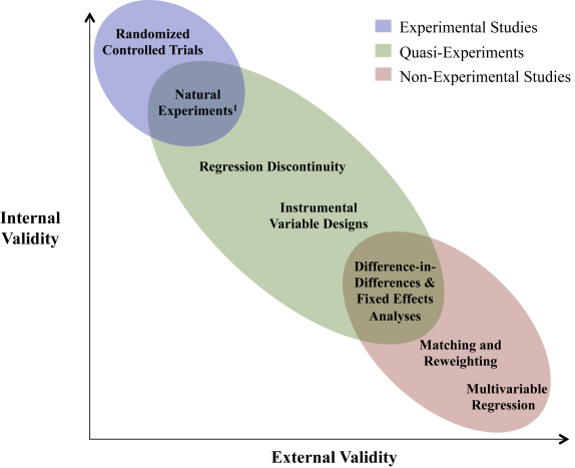 Randomized
Controlled Trials
Experimental Studies
Quasi-Experiments
Non-Experimental Studies
Natural
Experiments¹
Regression Discontinuity
Instrumental
Variable Designs
Internal
Validity
Difference-in-
Differences &
Fixed Effects
Analyses
Matching and
Reweighting
Multivariable
Regression
External Validity